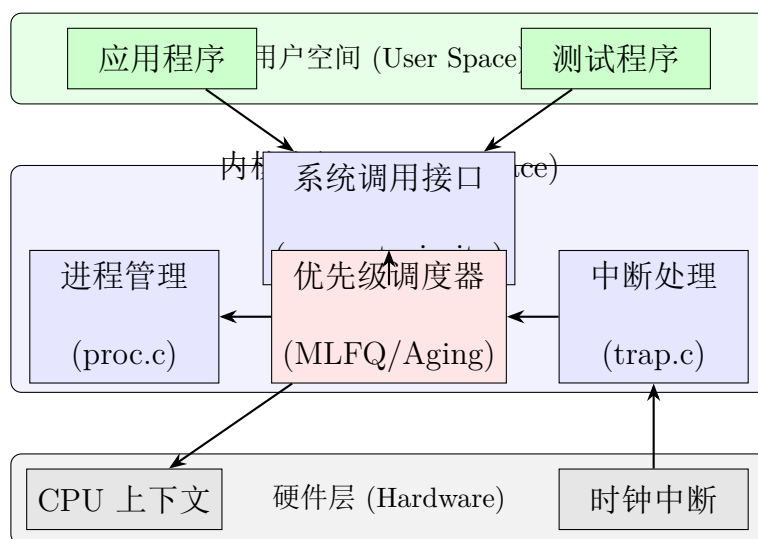 应用程序 用户空间 (User Space) 测试程序
系统调用接口
进程管理
(proc.c)
优先级调度器
(MLFQ/Aging)
中断处理
(trap.c)
CPU 上下文 硬件层 (Hardware) 时钟中断